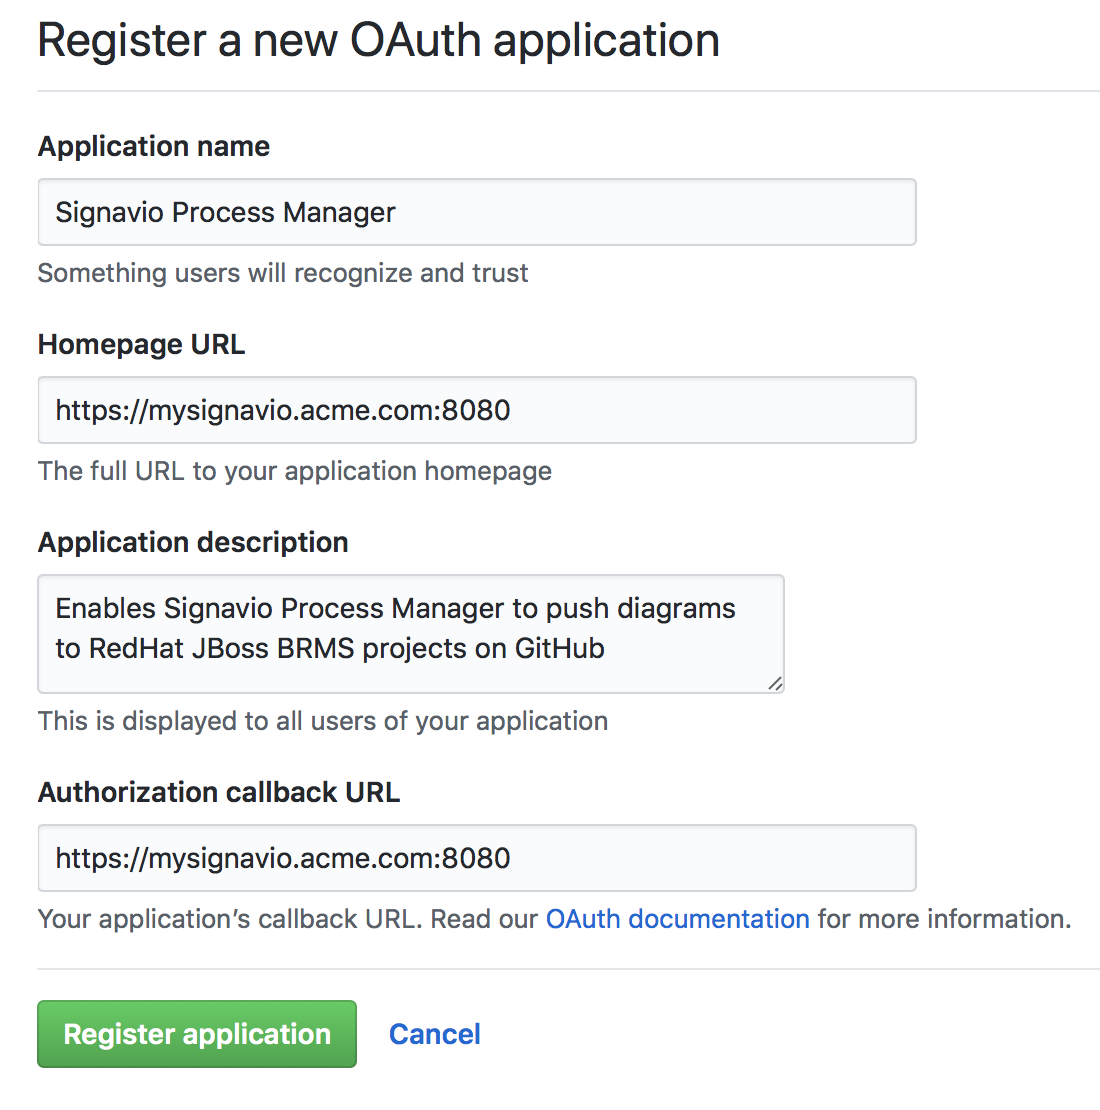 Register a new OAuth application
Application name
Signavio Process Manager
Something users will recognize and trust
Homepage URL
https://mysignavio.acme.com:8080
The full URL to your application homepage
Application description
Enables Signavio Process Manager to push diagrams
to RedHat JBoss BRMS projects on GitHub
This is displayed to all users of your application
Authorization callback URL
https://mysignavio.acme.com:8080
Your application’s callback URL. Read our OAuth documentation for more information.
Register application Cancel